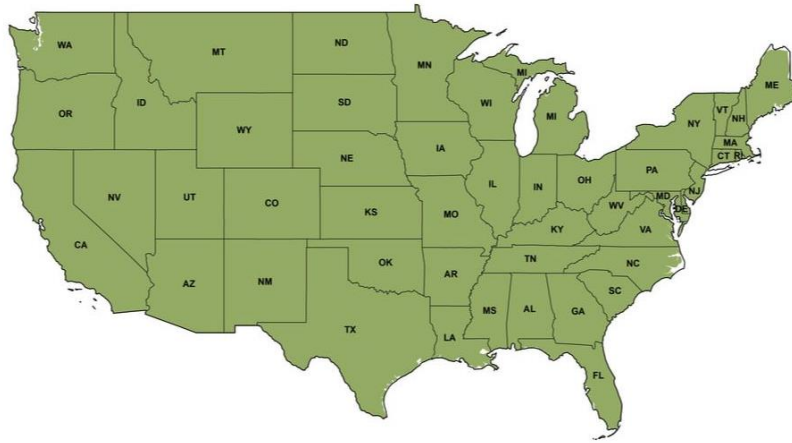 WA
MT
ND
MN
MI
ME
OR
ID
SD
WI
MI
VT
NH
NY
WY
MA
IA
CT
RI
NE
PA
NV
UT
CO
IL
IN
OH
MD
NJ
DE
KS
MO
WV
VA
CA
KY
OK
TN
NC
AZ
NM
AR
SC
TX
MS
AL
GA
LA
FL